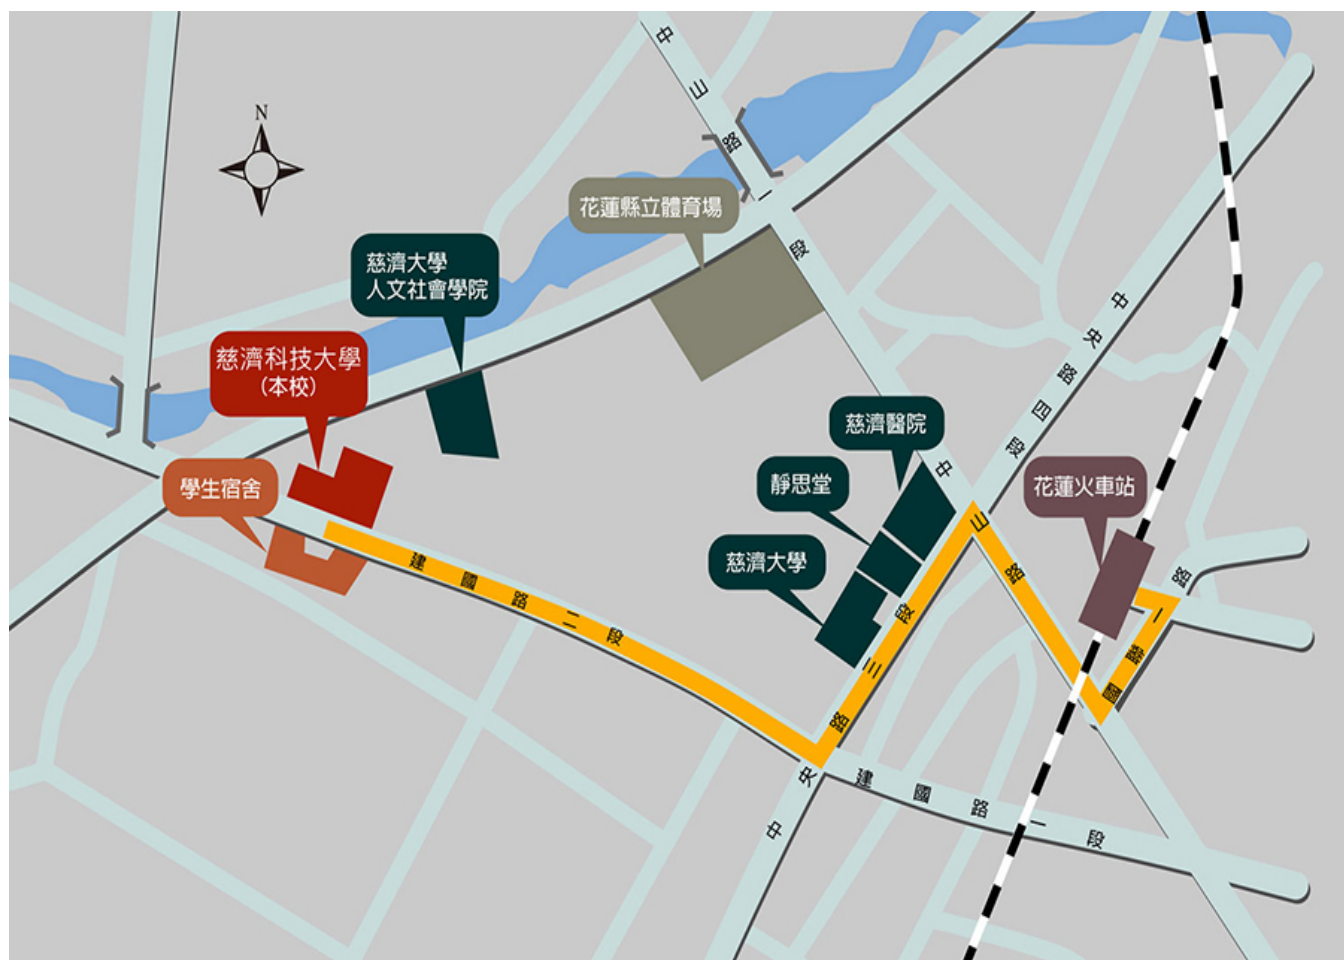 N
中山路一段
花蓮縣立體育場
慈濟大學
人文社會學院
慈濟科技大學
(本校)
學生宿舍
慈濟醫院
靜思堂
慈濟大學
花蓮火車站
中央路四段
中山路
中央路三段
國聯一路
建國路二段
建國路一段